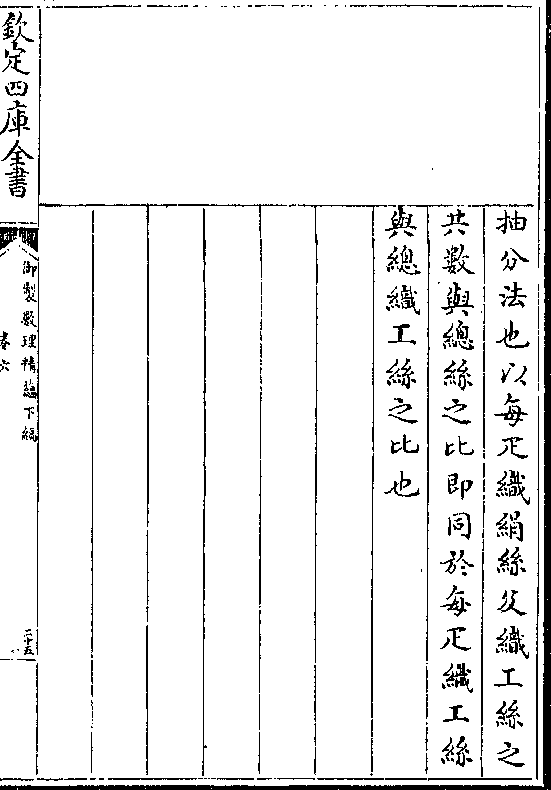 抽分法也以每疋織絹絲及織工絲之
共數與總絲之比即同於每疋織工絲
與總織工絲之比也
欽定四庫全書
御製數理精蘊下編
卷六
二十五